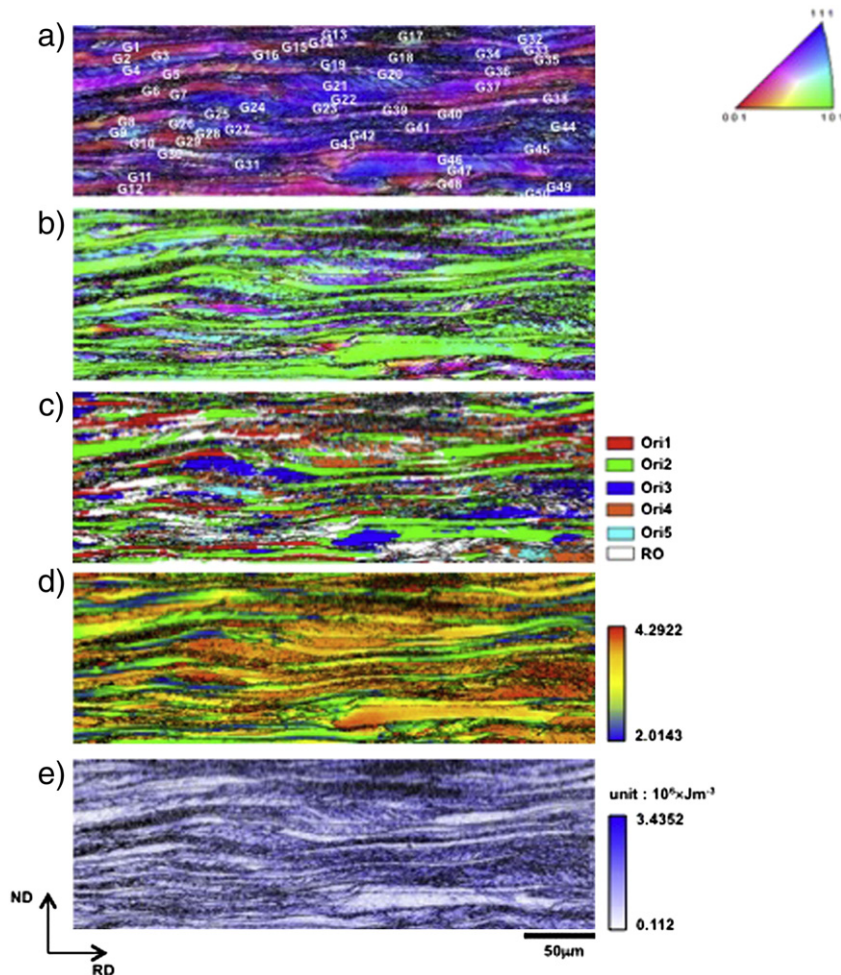 a)
111
001 101
G1
G2
G3
G4
G5
G6
G7
G8
G9
G10
G11
G12
G13
G14
G15
G16
G17
G18
G19
G20
G21
G22
G23
G24
G25
G26
G27
G28
G29
G30
G31
G32
G33
G34
G35
G36
G37
G38
G39
G40
G41
G42
G43
G44
G45
G46
G47
G48
G49
G50
b)
c)
Ori1
Ori2
Ori3
Ori4
Ori5
RO
d)
4.2922
2.0143
e)
unit : 10⁶×Jm⁻³
3.4352
0.112
ND
RD
50μm